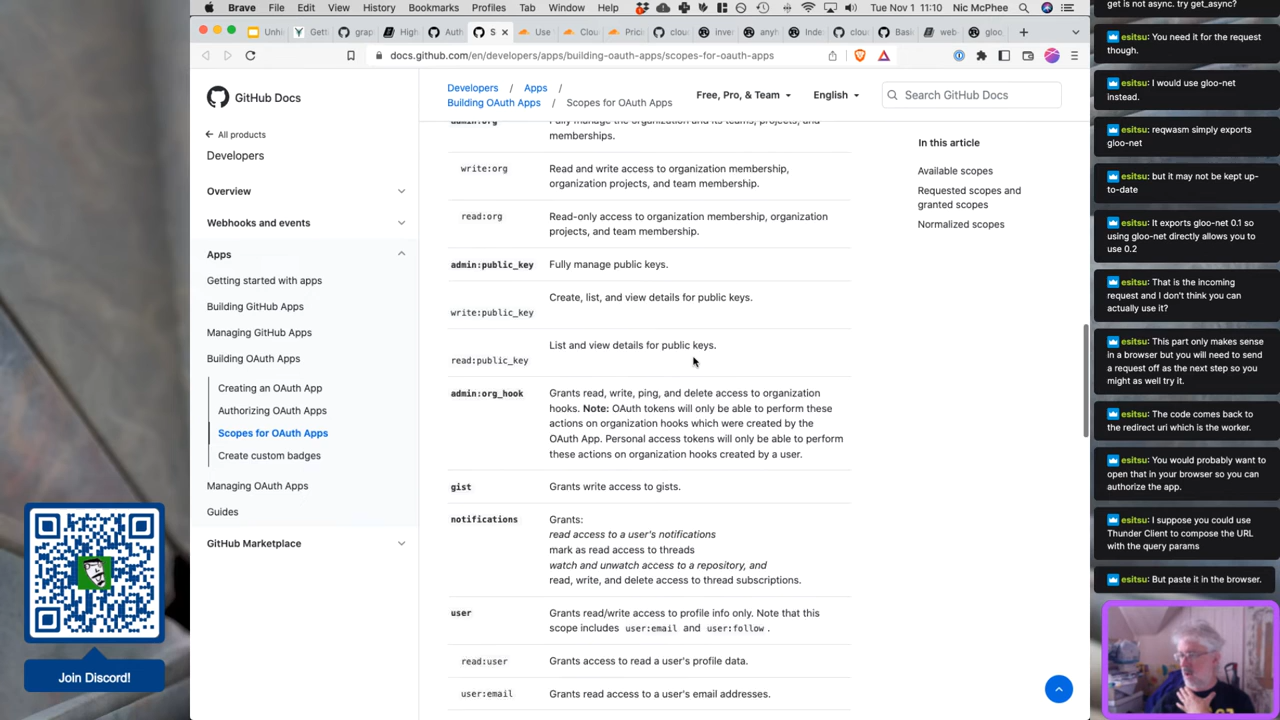 Brave File Edit View History Bookmarks Profiles Tab Window Help
Tue Nov 1 11:10 Nic McPhee
docs.github.com/en/developers/apps/building-oauth-apps/scopes-for-oauth-apps
GitHub Docs
All products
Developers
Overview
Webhooks and events
Apps
Getting started with apps
Building GitHub Apps
Managing GitHub Apps
Building OAuth Apps
Creating an OAuth App
Authorizing OAuth Apps
Scopes for OAuth Apps
Create custom badges
Managing OAuth Apps
Guides
GitHub Marketplace
Developers / Apps /
Building OAuth Apps / Scopes for OAuth Apps
Free, Pro, & Team
English
Search GitHub Docs
memberships.
write:org Read and write access to organization membership,
organization projects, and team membership.
read:org Read-only access to organization membership, organization
projects, and team membership.
admin:public_key Fully manage public keys.
Create, list, and view details for public keys.
write:public_key
List and view details for public keys.
read:public_key
admin:org_hook Grants read, write, ping, and delete access to organization
hooks. Note: OAuth tokens will only be able to perform these
actions on organization hooks which were created by the
OAuth App. Personal access tokens will only be able to perform
these actions on organization hooks created by a user.
gist Grants write access to gists.
notifications Grants:
read access to a user's notifications
mark as read access to threads
watch and unwatch access to a repository, and
read, write, and delete access to thread subscriptions.
user Grants read/write access to profile info only. Note that this
scope includes user:email and user:follow.
read:user Grants access to read a user's profile data.
user:email Grants read access to a user's email addresses.
In this article
Available scopes
Requested scopes and
granted scopes
Normalized scopes
get is not async. try get_async?
esitsu: You need it for the request
though.
esitsu: I would use gloo-net
instead.
esitsu: reqwasm simply exports
gloo-net
esitsu: but it may not be kept up-
to-date
esitsu: It exports gloo-net 0.1 so
using gloo-net directly allows you to
use 0.2
esitsu: That is the incoming
request and I don't think you can
actually use it?
esitsu: This part only makes sense
in a browser but you will need to
send a request off as the next step so you
might as well try it.
esitsu: The code comes back to
the redirect uri which is the worker.
esitsu: You would probably want to
open that in your browser so you can
authorize the app.
esitsu: I suppose you could use
Thunder Client to compose the URL
with the query params
esitsu: But paste it in the browser.
Join Discord!